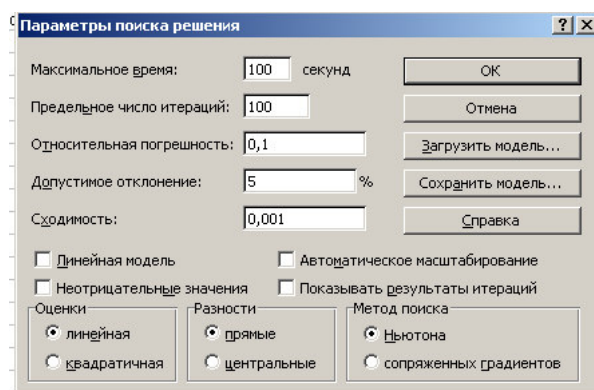 Параметры поиска решения
Максимальное время: 100 секунд
OK
Предельное число итераций: 100
Отмена
Относительная погрешность: 0,1
Загрузить модель...
Допустимое отклонение: 5 %
Сохранить модель...
Сходимость: 0,001
Справка
Линейная модель
Автоматическое масштабирование
Неотрицательные значения
Показывать результаты итераций
Оценки
линейная
квадратичная
Разности
прямые
центральные
Метод поиска
Ньютона
сопряженных градиентов